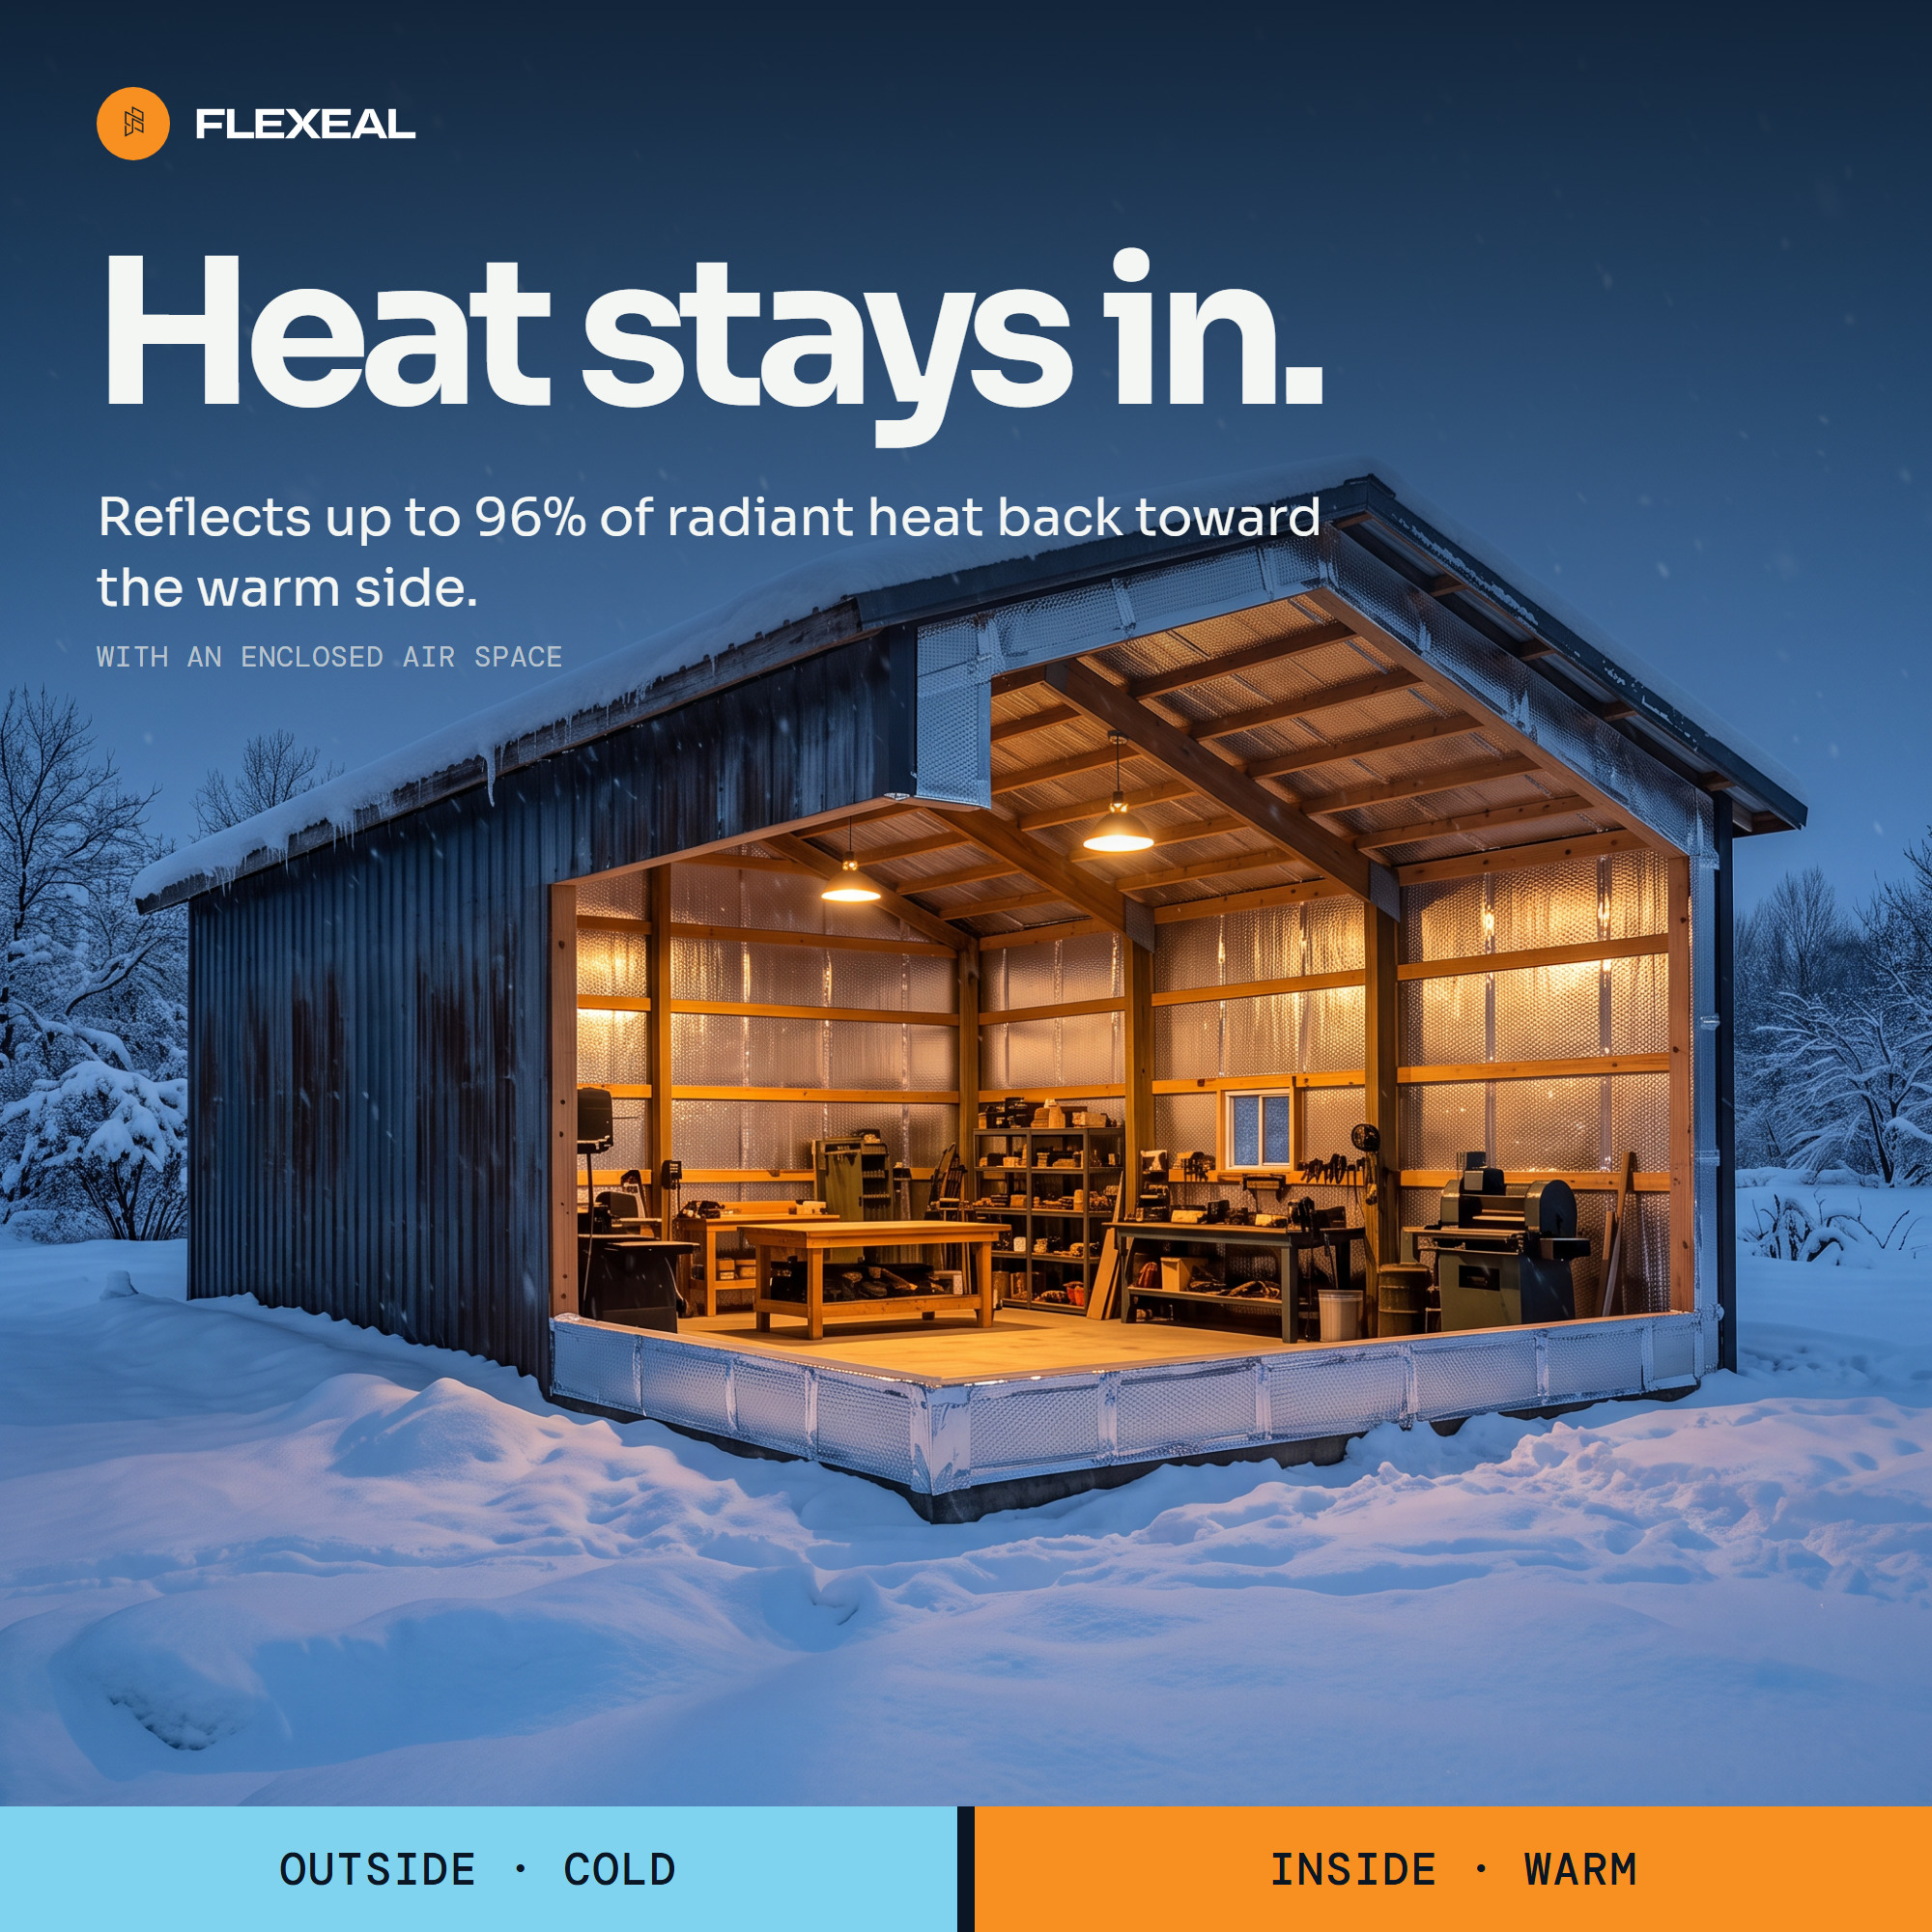 FLEXEAL
Heat stays in.
Reflects up to 96% of radiant heat back toward
the warm side.
WITH AN ENCLOSED AIR SPACE
OUTSIDE · COLD
INSIDE · WARM